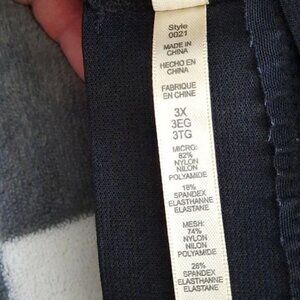 Style
0021
MADE IN
CHINA
HECHO EN
CHINA
FABRIQUE
EN CHINE
3X
3EG
3TG
MICRO:
82%
NYLON
NILON
POLYAMIDE
18%
SPANDEX
ELASTHANNE
ELASTANE
MESH:
74%
NYLON
NILON
POLYAMIDE
26%
SPANDEX
ELASTHANNE
ELASTANE